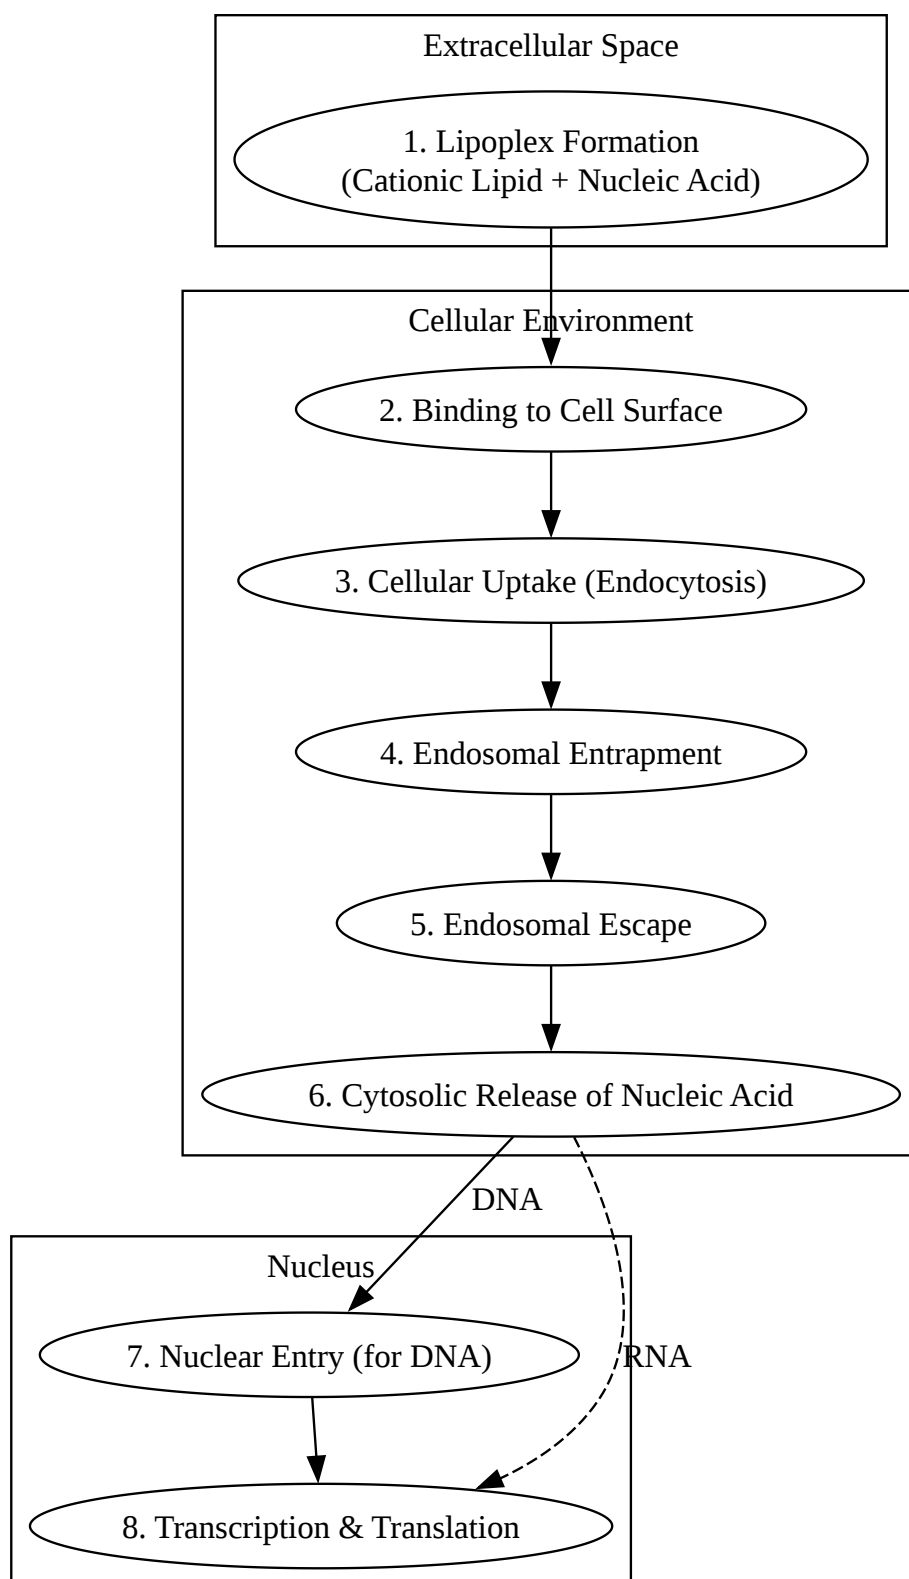 Extracellular Space
1. Lipoplex Formation
(Cationic Lipid + Nucleic Acid)
Cellular Environment
2. Binding to Cell Surface
3. Cellular Uptake (Endocytosis)
4. Endosomal Entrapment
5. Endosomal Escape
6. Cytosolic Release of Nucleic Acid
DNA
Nucleus
7. Nuclear Entry (for DNA)
RNA
8. Transcription & Translation